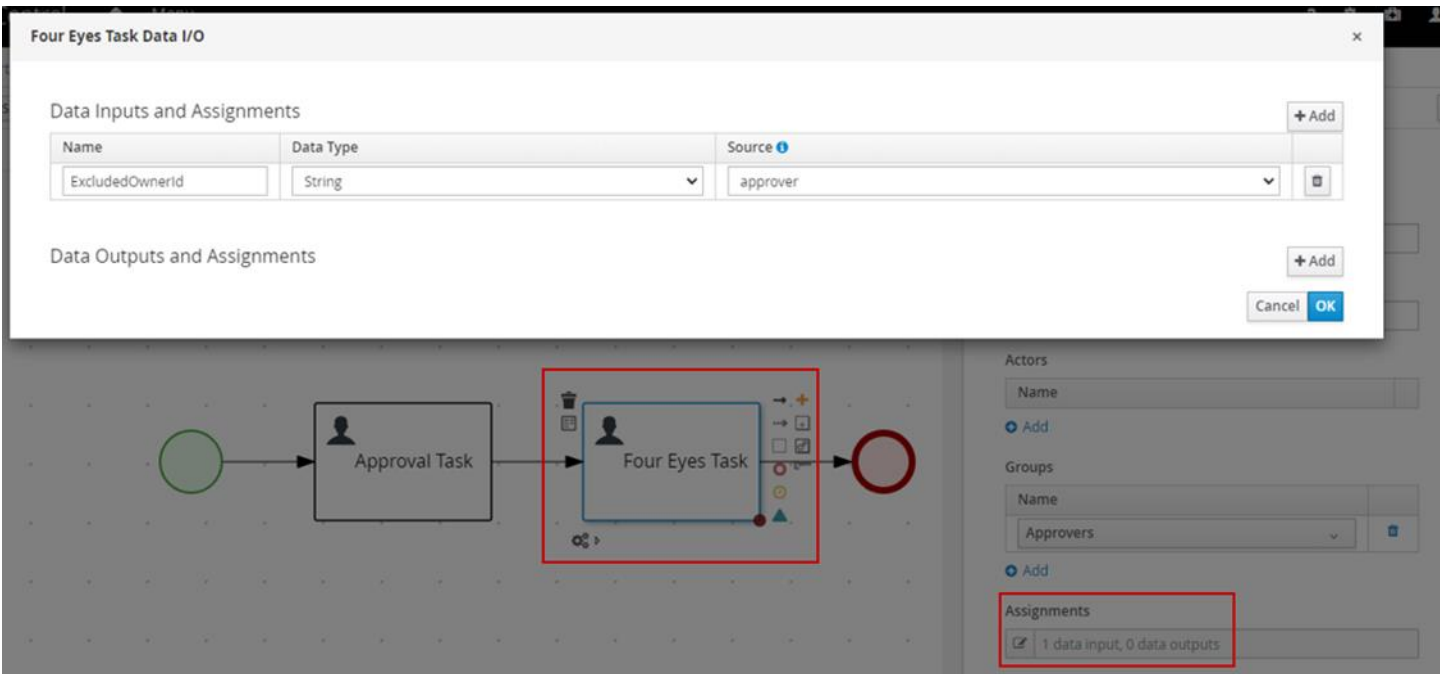 Menu
Four Eyes Task Data I/O
×
Data Inputs and Assignments
+ Add
Name Data Type Source
ExcludedOwnerId String approver
Data Outputs and Assignments
+ Add
Cancel OK
Actors
Name
Add
Groups
Approval Task Four Eyes Task
Name
Approvers
Add
Assignments
1 data input, 0 data outputs